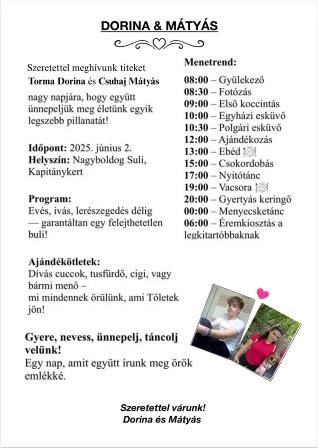 DORINA & MÁTYÁS
Szeretettel meghívunk titeket
Torma Dorina és Csuhaj Mátyás
nagy napjára, hogy együtt
ünnepeljük meg életünk egyik
legszebb pillanatát!
Időpont: 2025. június 2.
Helyszín: Nagyboldog Suli,
Kapitánykert
Program:
Evés, ivás, lerészegedés délig
— garantáltan egy felejthetetlen
buli!
Ajándékötletek:
Dívás cuccok, tusfürdő, cigi, vagy
bármi menő –
mi mindennek örülünk, ami Tőletek
jön!
Gyere, nevess, ünnepelj, táncolj
velünk!
Egy nap, amit együtt írunk meg örök
emlékké.
Menetrend:
08:00 – Gyülekező
08:30 – Fotózás
09:00 – Első koccintás
10:00 – Egyházi esküvő
10:30 – Polgári esküvő
12:00 – Ajándékozás
13:00 – Ebéd 🍽
15:00 – Csokordobás
17:00 – Nyitótánc
19:00 – Vacsora 🍽
20:00 – Gyertyás keringő
00:00 – Menyecsketánc
06:00 – Éremkiosztás a
legkitartóbbaknak
Szeretettel várunk!
Dorina és Mátyás